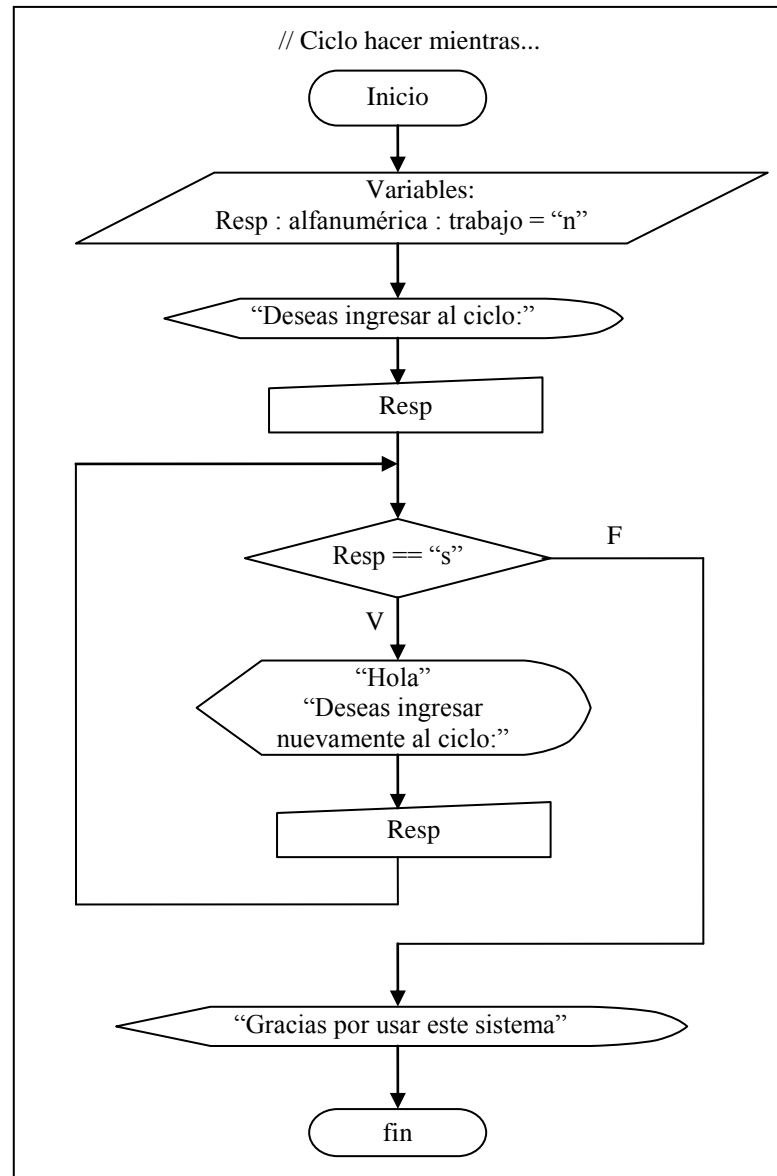 // Ciclo hacer mientras...
Inicio
Variables:
Resp : alfanumérica : trabajo = “n”
“Deseas ingresar al ciclo:”
Resp
Resp == “s”
F
V
“Hola”
“Deseas ingresar
nuevamente al ciclo:”
Resp
“Gracias por usar este sistema”
fin